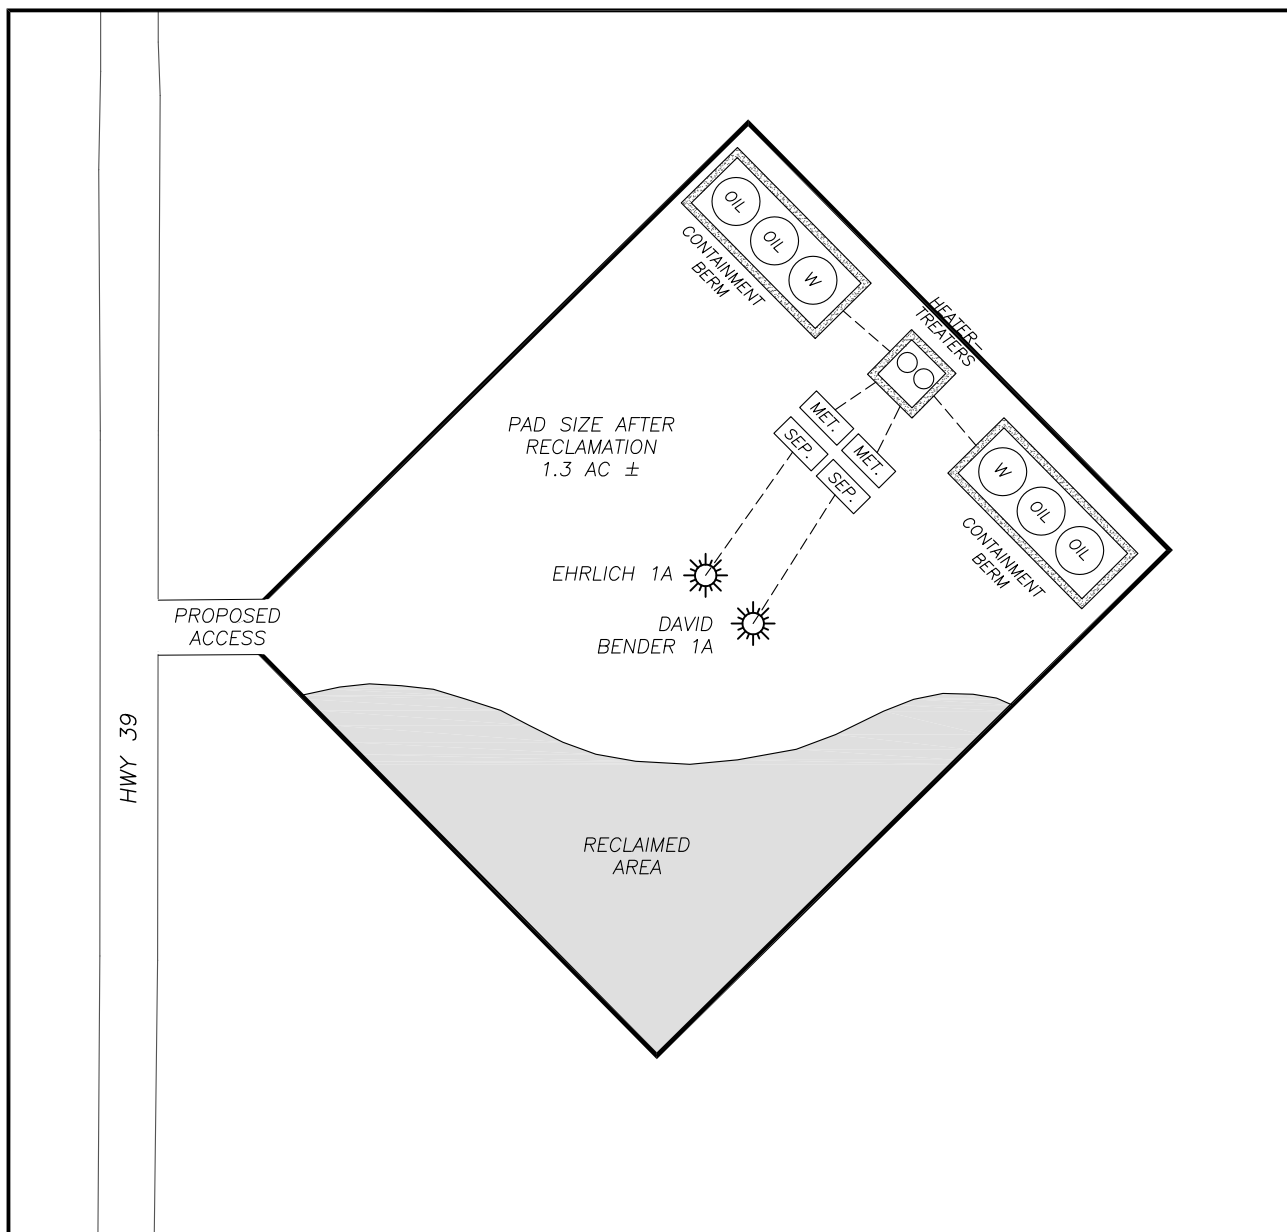 OIL
OIL
W
CONTAINMENT
BERM
HEATER-
TREATERS
MET.
MET.
SEP.
SEP.
PAD SIZE AFTER
RECLAMATION
1.3 AC ±
W
OIL
OIL
CONTAINMENT
BERM
EHRLICH 1A
DAVID
BENDER 1A
PROPOSED
ACCESS
HWY 39
RECLAIMED
AREA